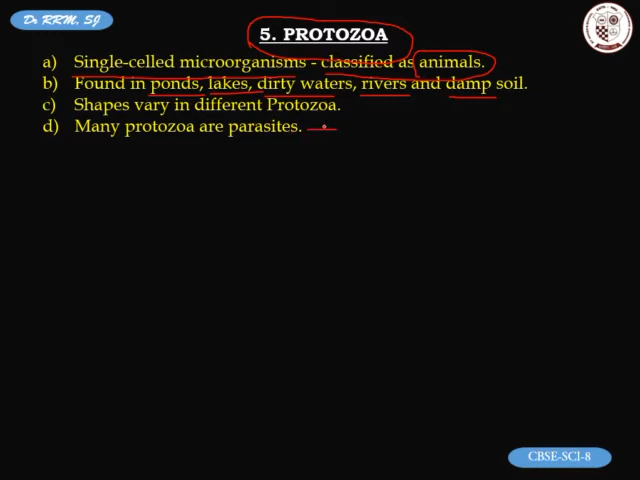 Dr RRM, SJ
5. PROTOZOA
a) Single-celled microorganisms - classified as animals.
b) Found in ponds, lakes, dirty waters, rivers and damp soil.
c) Shapes vary in different Protozoa.
d) Many protozoa are parasites.
CBSE-SCI-8